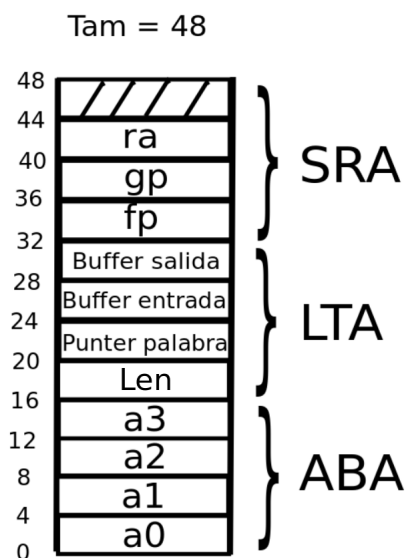 Tam = 48
48
44
ra
40
gp
SRA
36
fp
32
Buffer salida
28
Buffer entrada
24
LTA
Punter palabra
20
Len
16
a3
12
a2
ABA
8
a1
4
a0
0